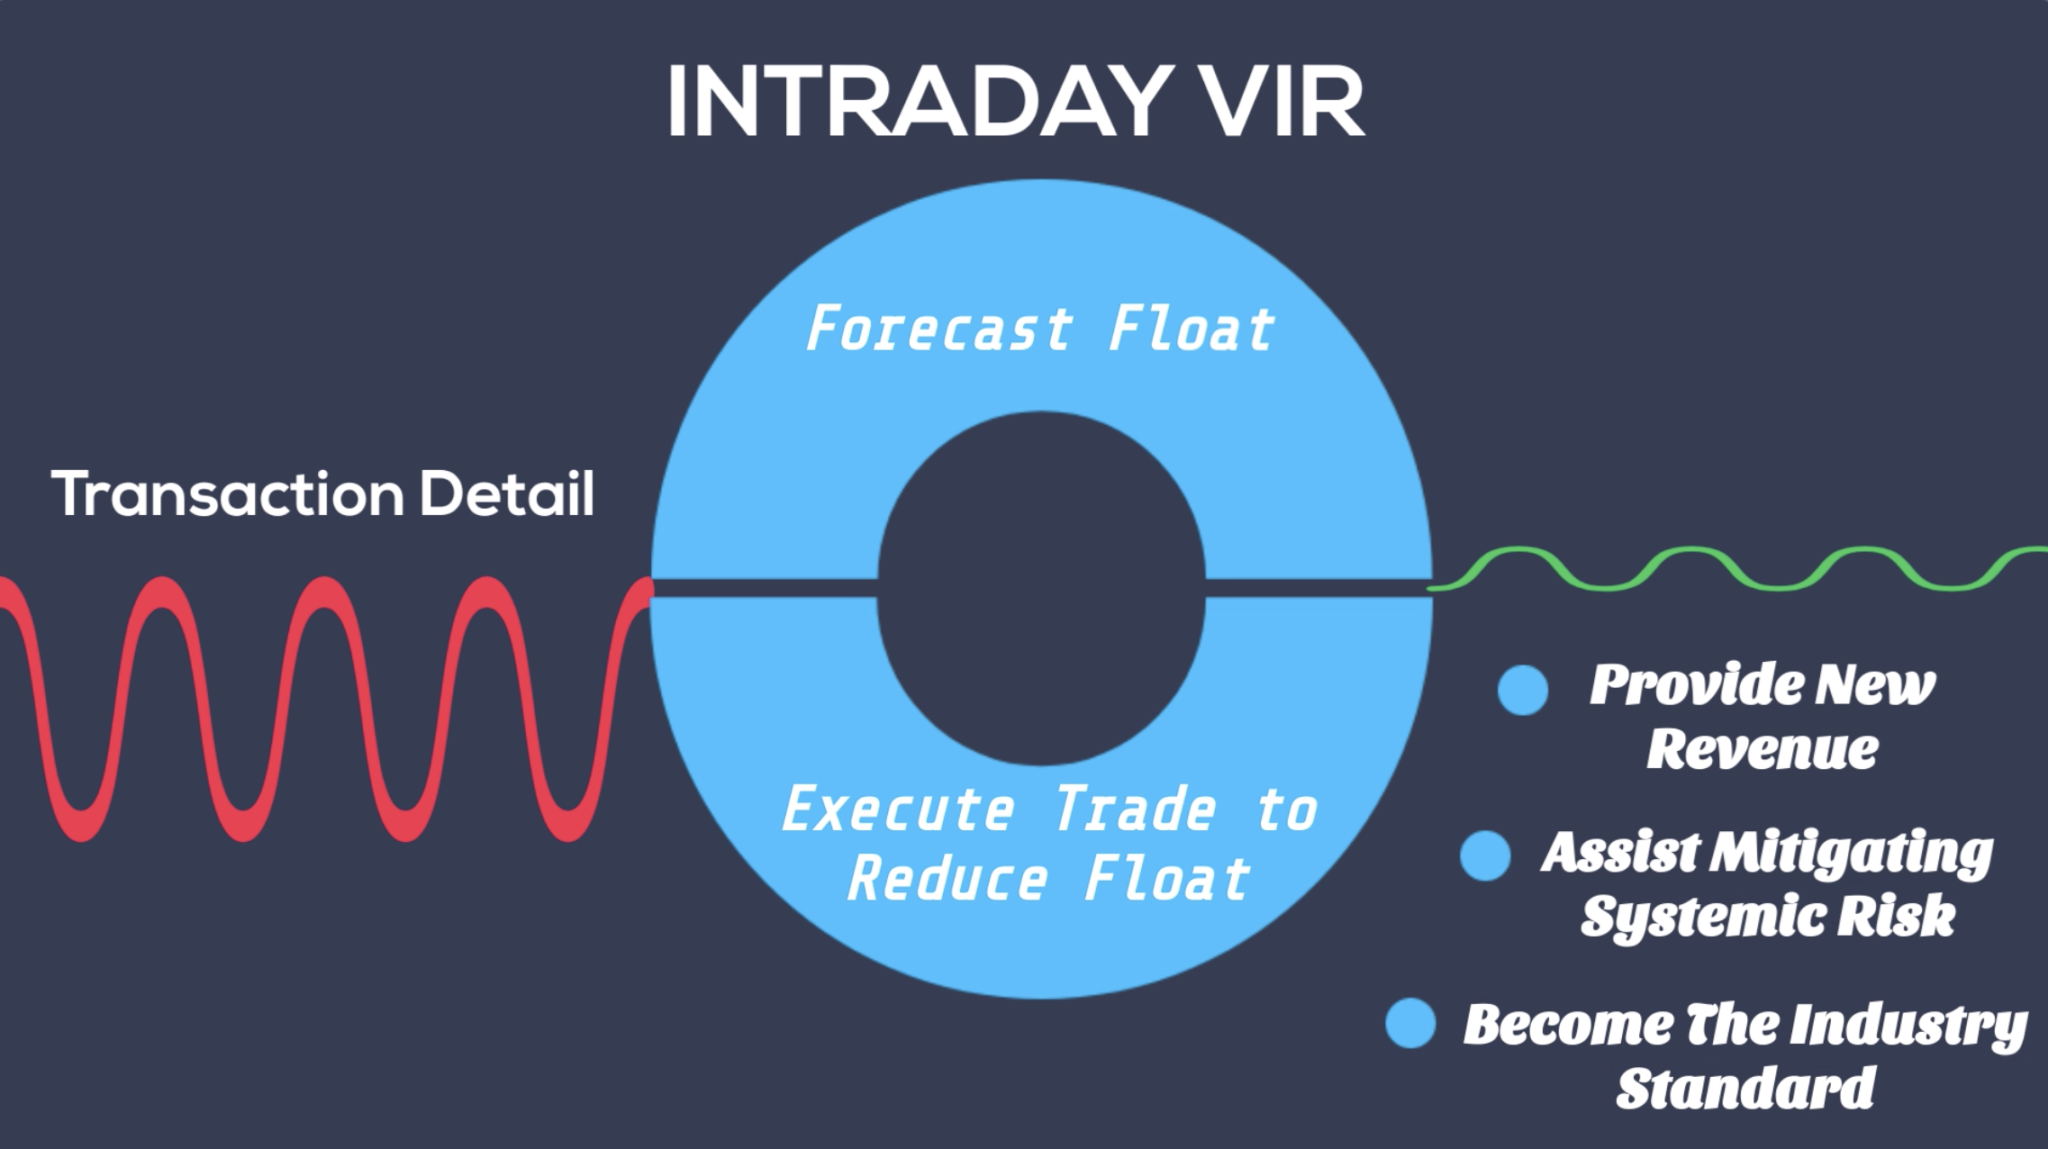 INTRADAY VIR
Forecast Float
Transaction Detail
Execute Trade to
Reduce Float
Provide New
Revenue
Assist Mitigating
Systemic Risk
Become The Industry
Standard